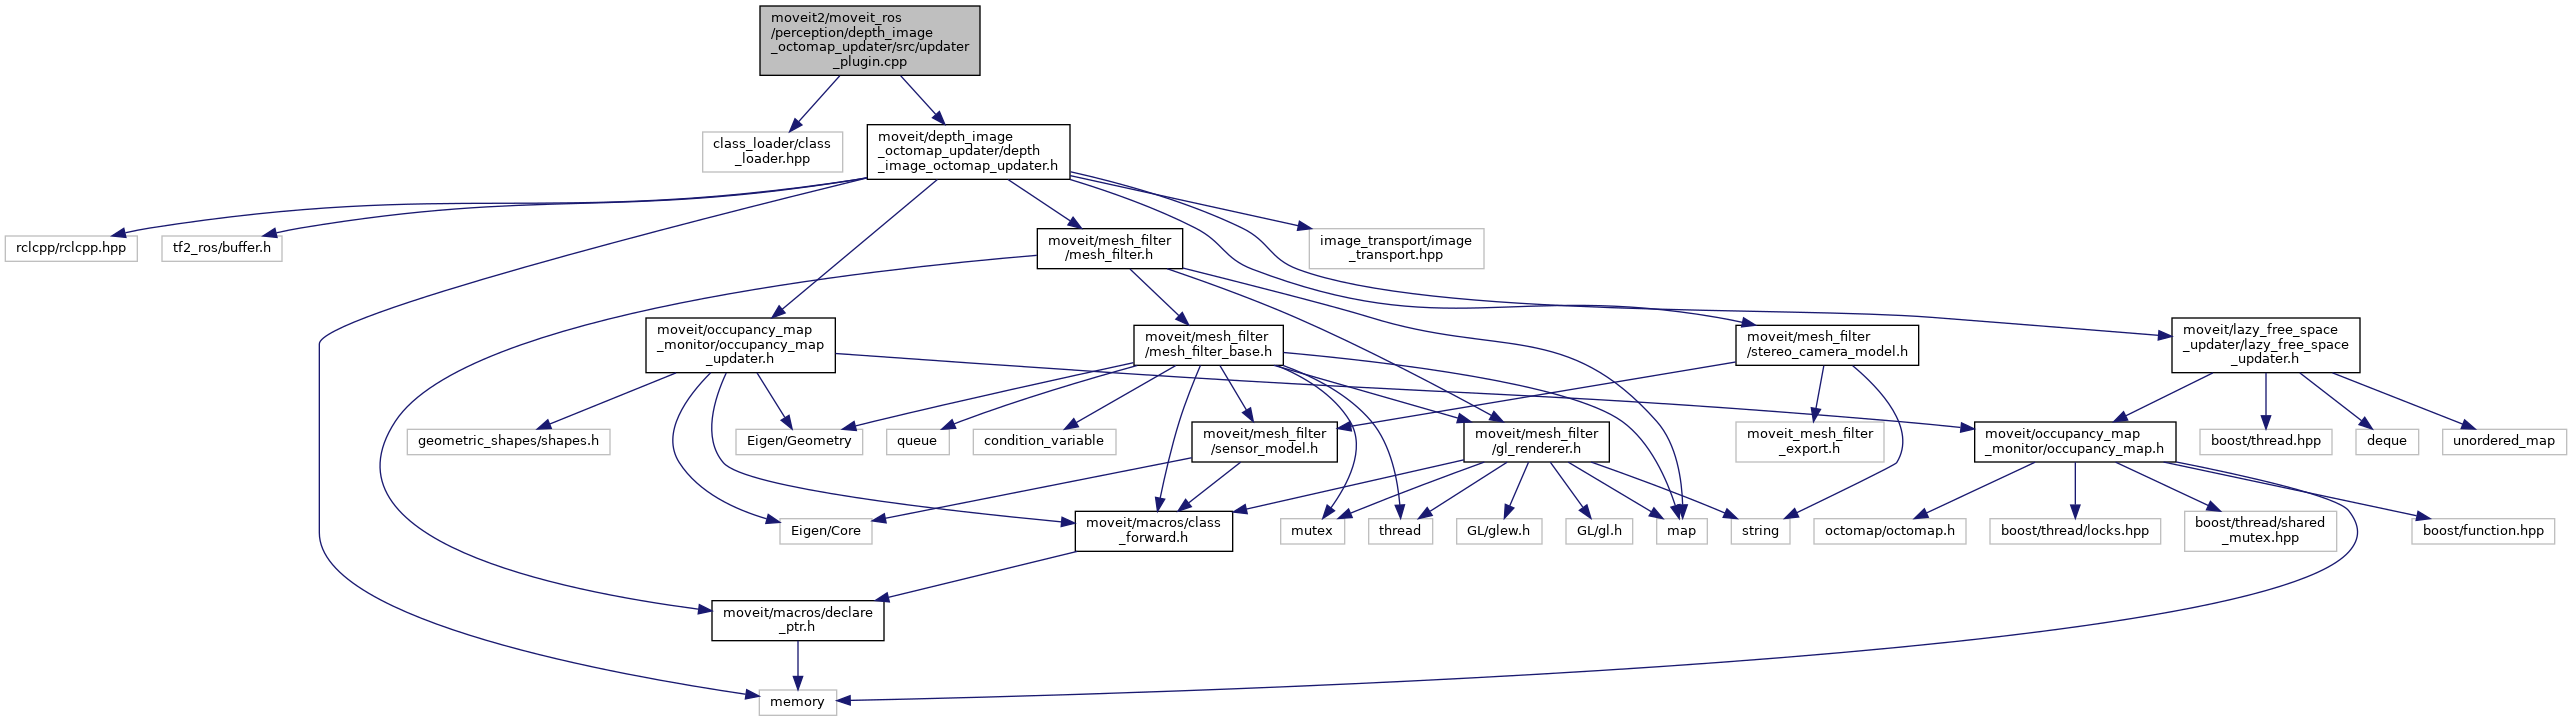 moveit2/moveit_ros
/perception/depth_image
_octomap_updater/src/updater
_plugin.cpp
class_loader/class
_loader.hpp
moveit/depth_image
_octomap_updater/depth
_image_octomap_updater.h
rclcpp/rclcpp.hpp
tf2_ros/buffer.h
moveit/mesh_filter
/mesh_filter.h
image_transport/image
_transport.hpp
moveit/occupancy_map
_monitor/occupancy_map
_updater.h
moveit/mesh_filter
/mesh_filter_base.h
moveit/mesh_filter
/stereo_camera_model.h
moveit/lazy_free_space
_updater/lazy_free_space
_updater.h
geometric_shapes/shapes.h
Eigen/Geometry
queue
condition_variable
moveit/mesh_filter
/sensor_model.h
moveit/mesh_filter
/gl_renderer.h
moveit_mesh_filter
_export.h
moveit/occupancy_map
_monitor/occupancy_map.h
boost/thread.hpp
deque
unordered_map
Eigen/Core
moveit/macros/class
_forward.h
mutex
thread
GL/glew.h
GL/gl.h
map
string
octomap/octomap.h
boost/thread/locks.hpp
boost/thread/shared
_mutex.hpp
boost/function.hpp
moveit/macros/declare
_ptr.h
memory